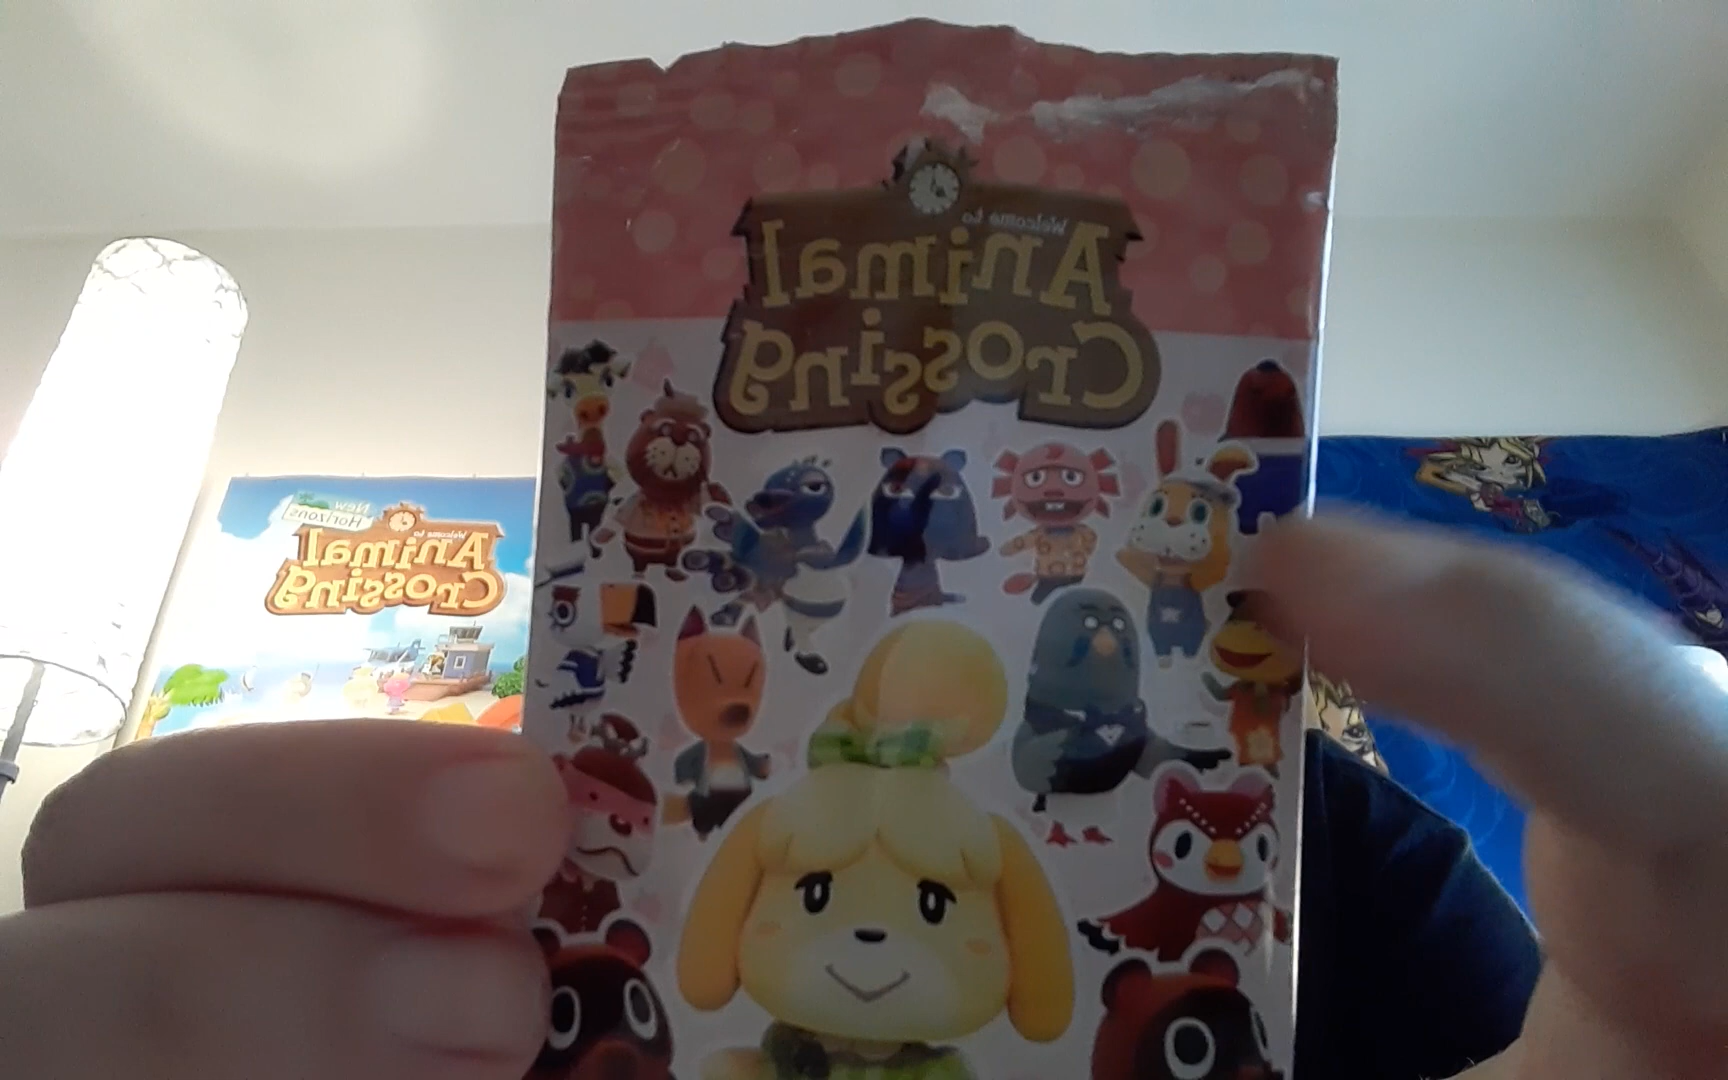 Welcome to
Animal
Crossing
Welcome to
Animal
Crossing
New
Horizons